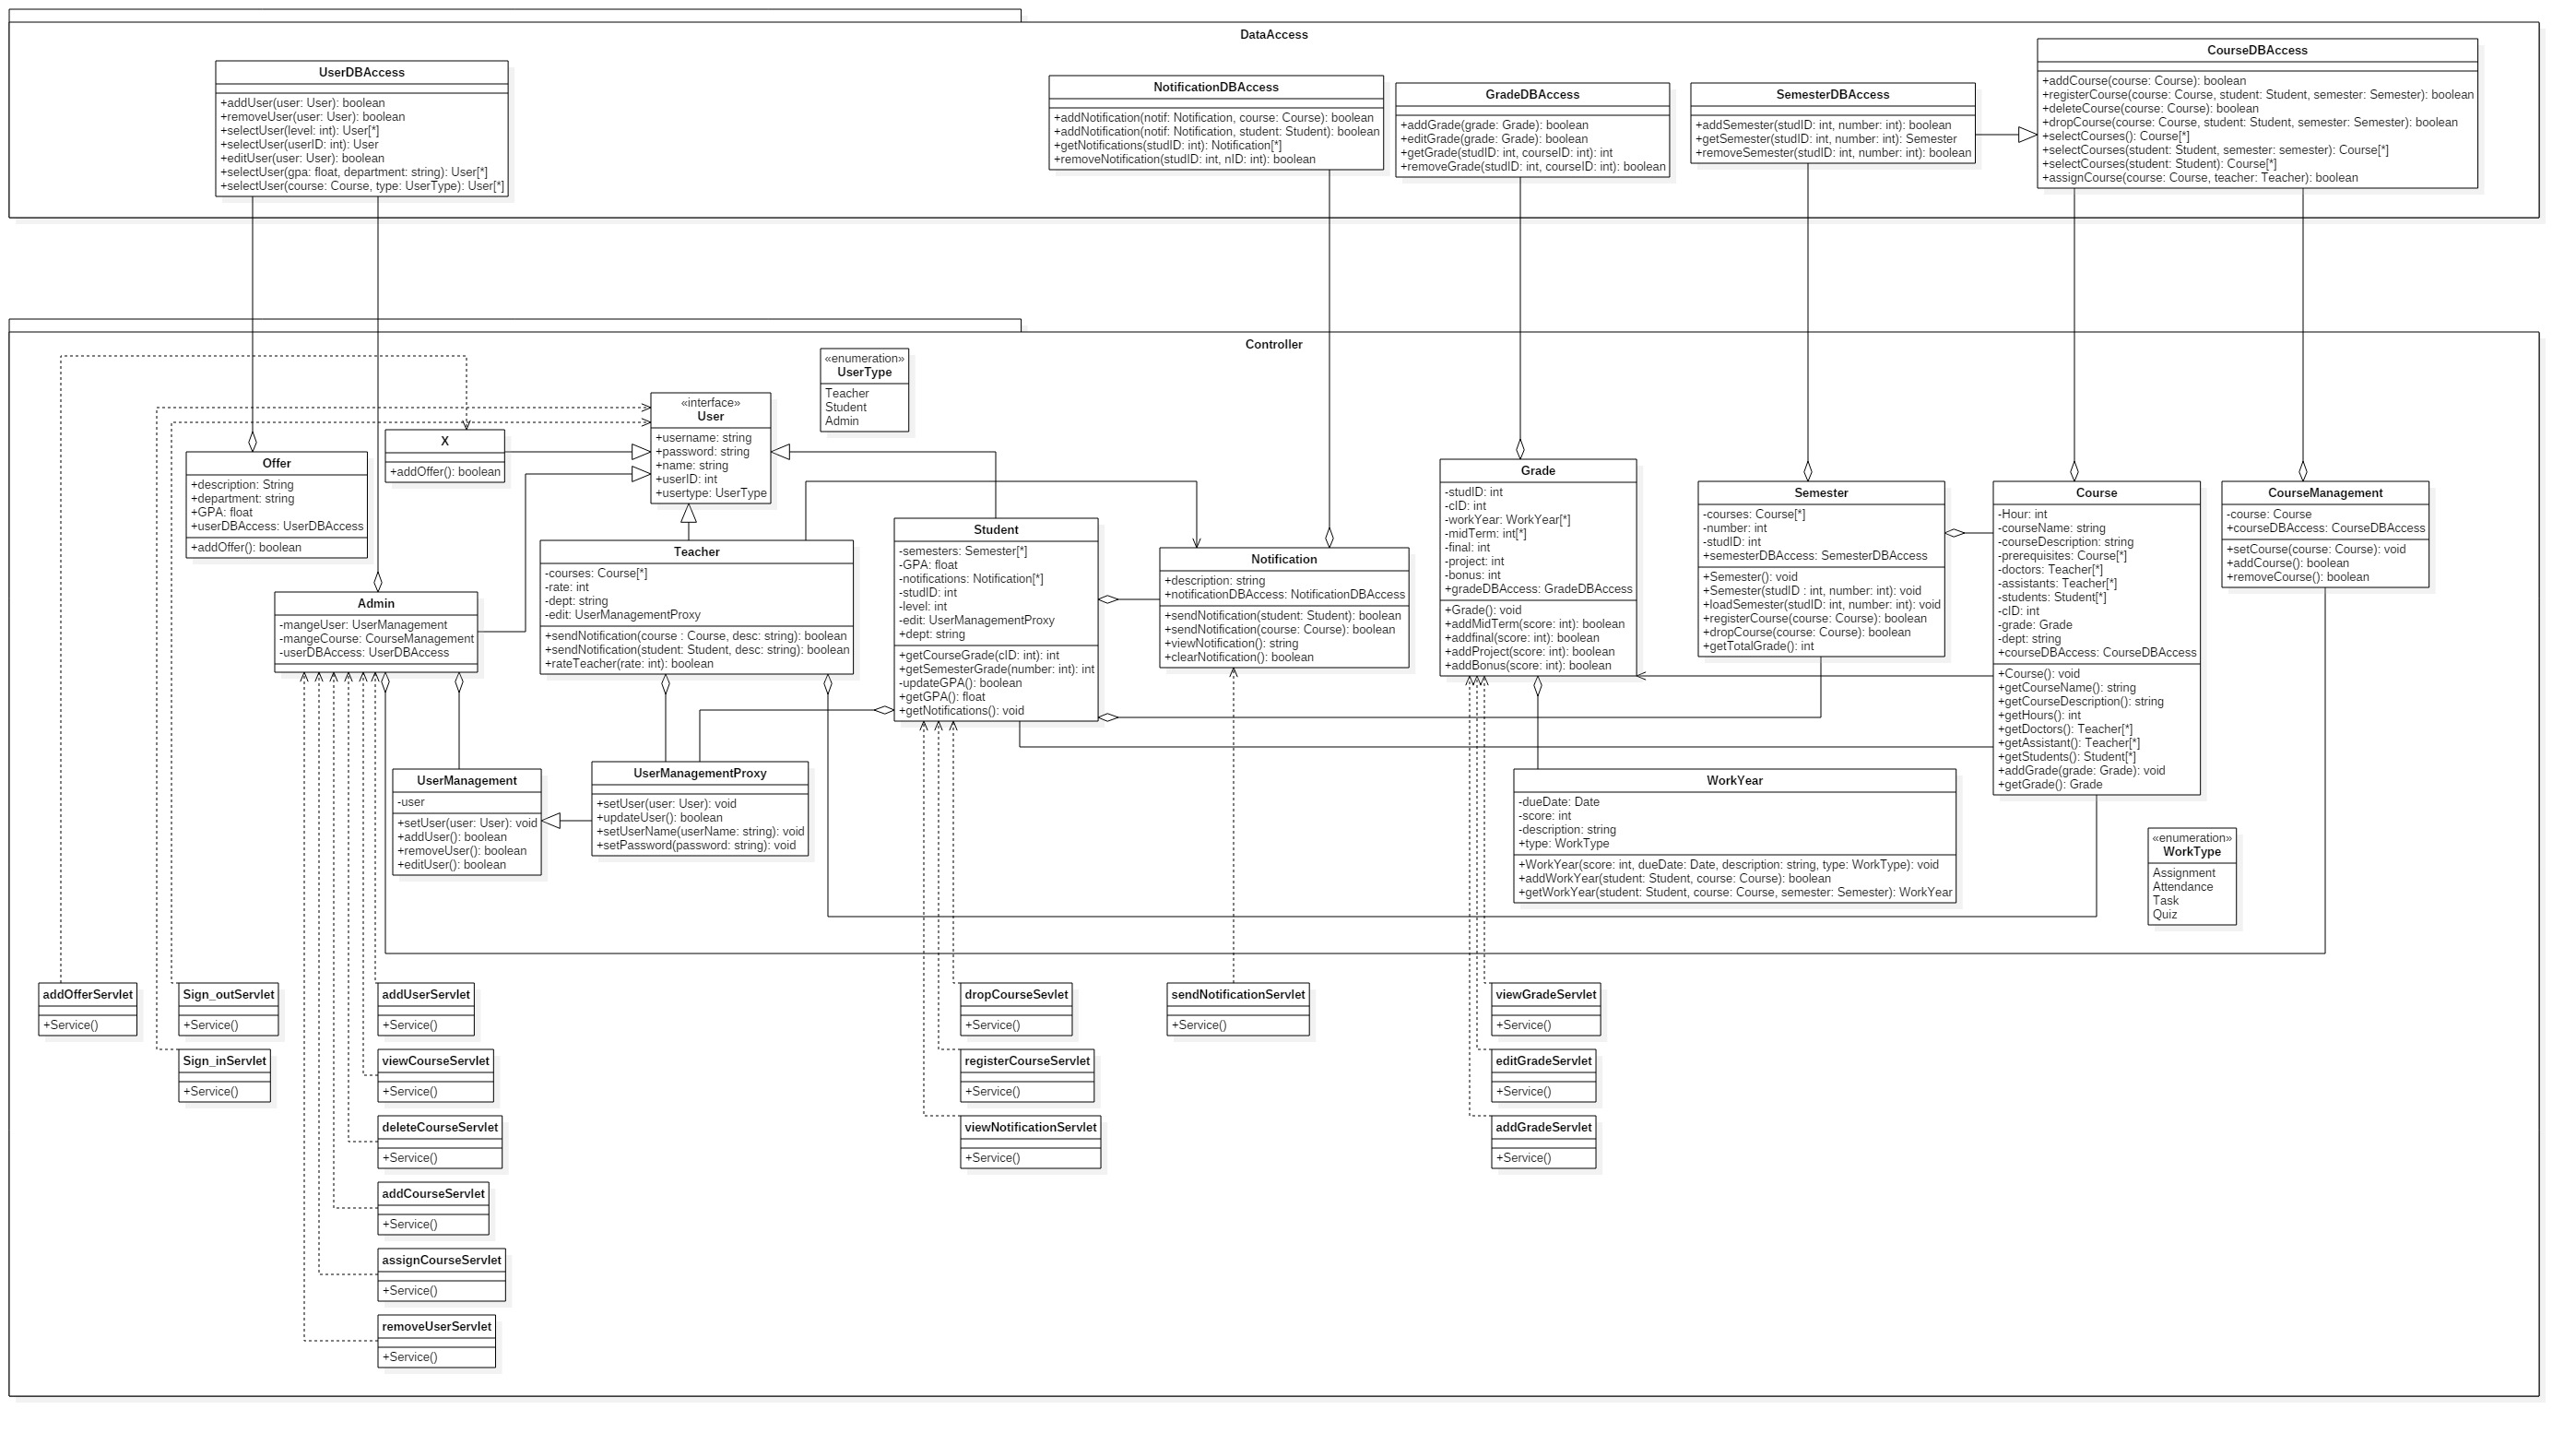 DataAccess
UserDBAccess
+addUser(user: User): boolean
+removeUser(user: User): boolean
+selectUser(level: int): User[*]
+selectUser(userID: int): User
+editUser(user: User): boolean
+selectUser(gpa: float, department: string): User[*]
+selectUser(course: Course, type: UserType): User[*]
NotificationDBAccess
+addNotification(notif: Notification, course: Course): boolean
+addNotification(notif: Notification, student: Student): boolean
+getNotifications(studID: int): Notification[*]
+removeNotification(studID: int, nID: int): boolean
GradeDBAccess
+addGrade(grade: Grade): boolean
+editGrade(grade: Grade): boolean
+getGrade(studID: int, courseID: int): int
+removeGrade(studID: int, courseID: int): boolean
SemesterDBAccess
+addSemester(studID: int, number: int): boolean
+getSemester(studID: int, number: int): Semester
+removeSemester(studID: int, number: int): boolean
CourseDBAccess
+addCourse(course: Course): boolean
+registerCourse(course: Course, student: Student, semester: Semester): boolean
+deleteCourse(course: Course): boolean
+dropCourse(course: Course, student: Student, semester: Semester): boolean
+selectCourses(): Course[*]
+selectCourses(student: Student, semester: semester): Course[*]
+selectCourses(student: Student): Course[*]
+assignCourse(course: Course, teacher: Teacher): boolean
Controller
«enumeration»
UserType
Teacher
Student
Admin
«interface»
User
+username: string
+password: string
+name: string
+userID: int
+usertype: UserType
X
+addOffer(): boolean
Offer
+description: String
+department: string
+GPA: float
+userDBAccess: UserDBAccess
+addOffer(): boolean
Admin
-mangeUser: UserManagement
-mangeCourse: CourseManagement
-userDBAccess: UserDBAccess
Teacher
-courses: Course[*]
-rate: int
-dept: string
-edit: UserManagementProxy
+sendNotification(course : Course, desc: string): boolean
+sendNotification(student: Student, desc: string): boolean
+rateTeacher(rate: int): boolean
Student
-semesters: Semester[*]
-GPA: float
-notifications: Notification[*]
-studID: int
-level: int
-edit: UserManagementProxy
+dept: string
+getCourseGrade(cID: int): int
+getSemesterGrade(number: int): int
-updateGPA(): boolean
+getGPA(): float
+getNotifications(): void
Notification
+description: string
+notificationDBAccess: NotificationDBAccess
+sendNotification(student: Student): boolean
+sendNotification(course: Course): boolean
+viewNotification(): string
+clearNotification(): boolean
Grade
-studID: int
-cID: int
-workYear: WorkYear[*]
-midTerm: int[*]
-final: int
-project: int
-bonus: int
+gradeDBAccess: GradeDBAccess
+Grade(): void
+addMidTerm(score: int): boolean
+addfinal(score: int): boolean
+addProject(score: int): boolean
+addBonus(score: int): boolean
Semester
-courses: Course[*]
-number: int
-studID: int
+semesterDBAccess: SemesterDBAccess
+Semester(): void
+Semester(studID : int, number: int): void
+loadSemester(studID: int, number: int): void
+registerCourse(course: Course): boolean
+dropCourse(course: Course): boolean
+getTotalGrade(): int
Course
-Hour: int
-courseName: string
-courseDescription: string
-prerequisites: Course[*]
-doctors: Teacher[*]
-assistants: Teacher[*]
-students: Student[*]
-cID: int
-grade: Grade
-dept: string
+courseDBAccess: CourseDBAccess
+Course(): void
+getCourseName(): string
+getCourseDescription(): string
+getHours(): int
+getDoctors(): Teacher[*]
+getAssistant(): Teacher[*]
+getStudents(): Student[*]
+addGrade(grade: Grade): void
+getGrade(): Grade
CourseManagement
-course: Course
+courseDBAccess: CourseDBAccess
+setCourse(course: Course): void
+addCourse(): boolean
+removeCourse(): boolean
UserManagement
-user
+setUser(user: User): void
+addUser(): boolean
+removeUser(): boolean
+editUser(): boolean
UserManagementProxy
+setUser(user: User): void
+updateUser(): boolean
+setUserName(userName: string): void
+setPassword(password: string): void
WorkYear
-dueDate: Date
-score: int
-description: string
+type: WorkType
+WorkYear(score: int, dueDate: Date, description: string, type: WorkType): void
+addWorkYear(student: Student, course: Course): boolean
+getWorkYear(student: Student, course: Course, semester: Semester): WorkYear
«enumeration»
WorkType
Assignment
Attendance
Task
Quiz
addOfferServlet
+Service()
Sign_outServlet
+Service()
Sign_inServlet
+Service()
addUserServlet
+Service()
viewCourseServlet
+Service()
deleteCourseServlet
+Service()
addCourseServlet
+Service()
assignCourseServlet
+Service()
removeUserServlet
+Service()
dropCourseSevlet
+Service()
registerCourseServlet
+Service()
viewNotificationServlet
+Service()
sendNotificationServlet
+Service()
viewGradeServlet
+Service()
editGradeServlet
+Service()
addGradeServlet
+Service()